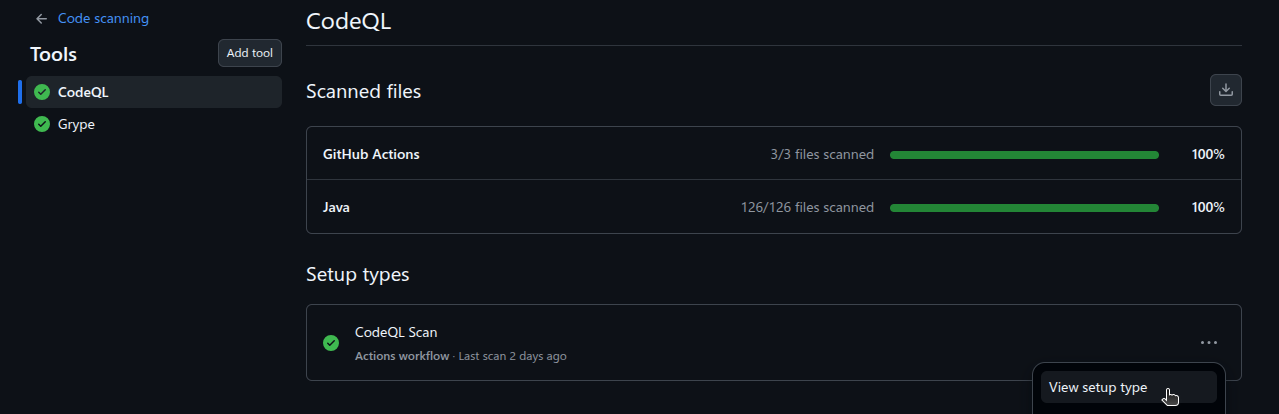 Code scanning
Tools
Add tool
CodeQL
Grype
CodeQL
Scanned files
GitHub Actions 3/3 files scanned 100%
Java 126/126 files scanned 100%
Setup types
CodeQL Scan
Actions workflow · Last scan 2 days ago
View setup type